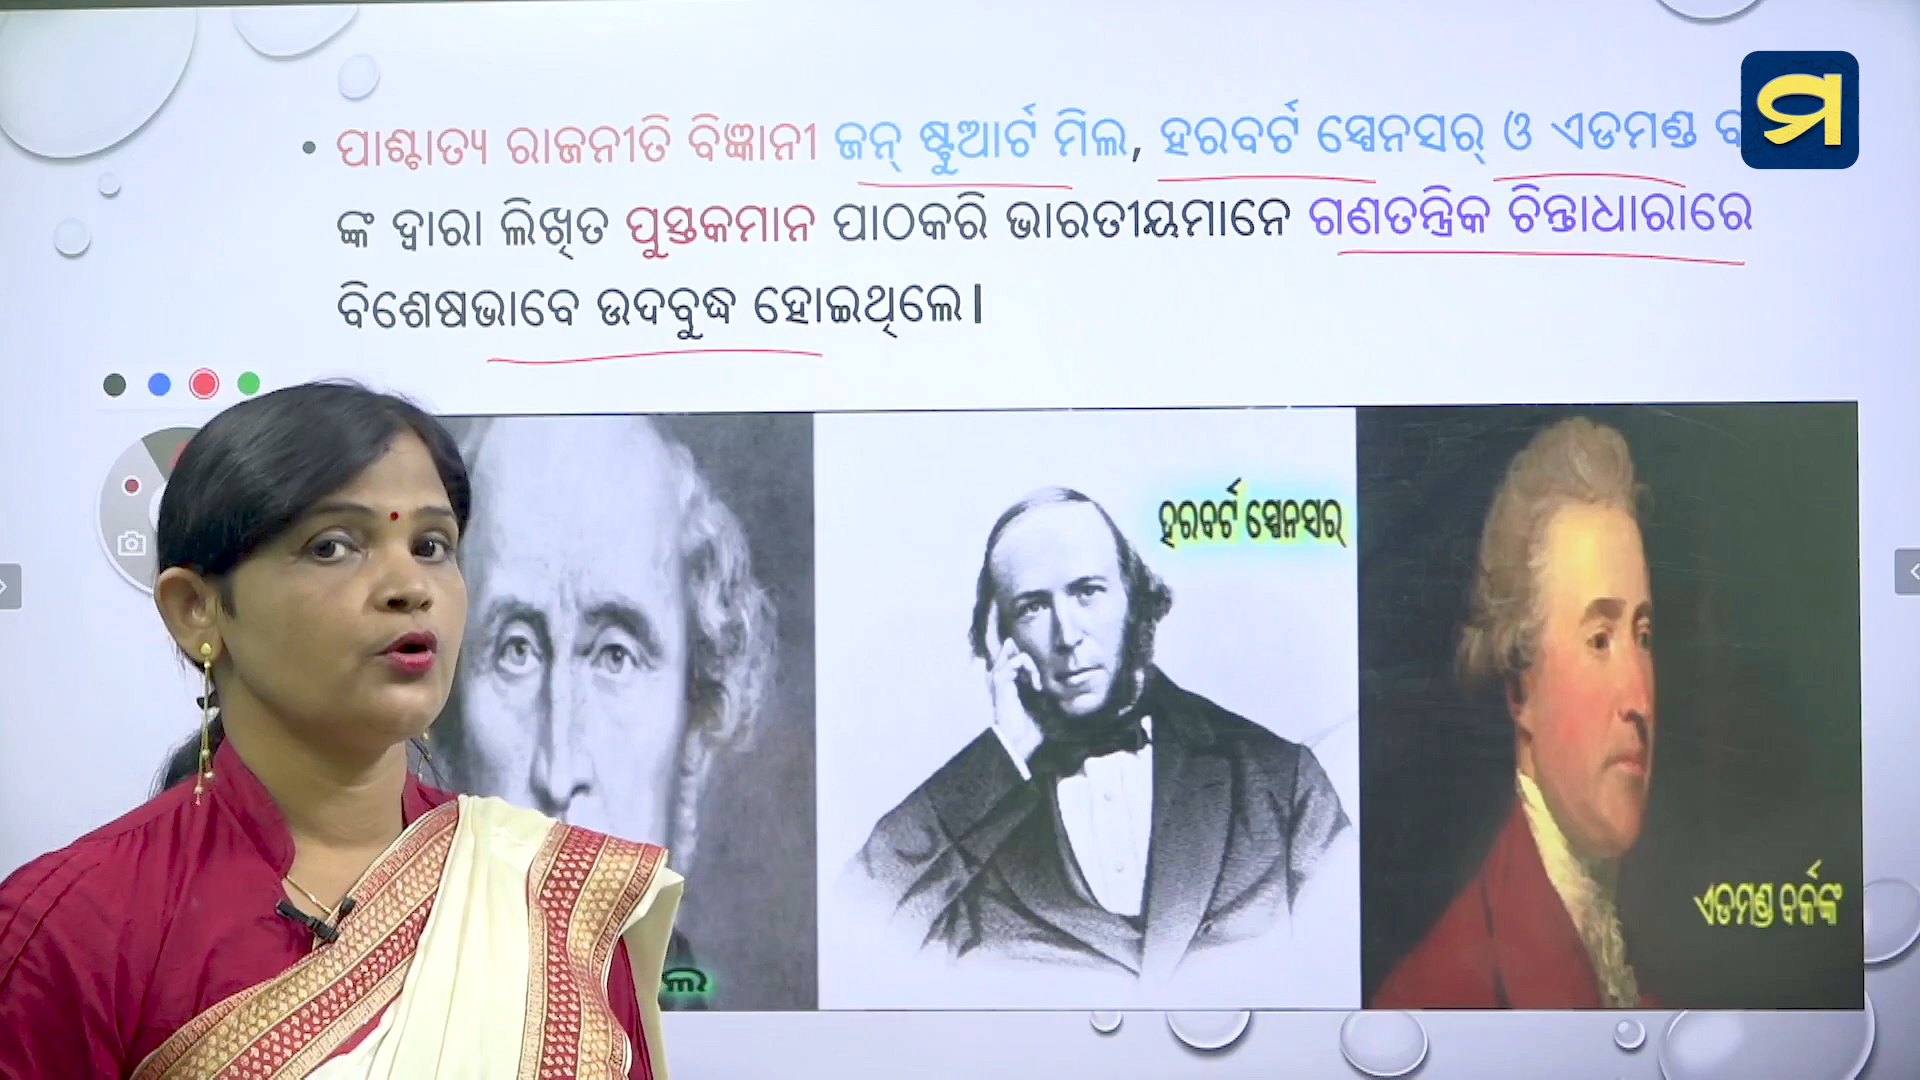 ପାଶ୍ଚାତ୍ୟ ରାଜନୀତି ବିଜ୍ଞାନୀ ଜନ୍ ଷ୍ଟୁଆର୍ଟ ମିଲ, ହରବର୍ଟ ସ୍ପେନସର୍ ଓ ଏଡମଣ୍ଡ
ଙ୍କ ଦ୍ୱାରା ଲିଖିତ ପୁସ୍ତକମାନ ପାଠକରି ଭାରତୀୟମାନେ ଗଣତନ୍ତ୍ରିକ ଚିନ୍ତାଧାରାରେ
ବିଶେଷଭାବେ ଉଦବୁଦ୍ଧ ହୋଇଥିଲେ।
ହରବର୍ଟ ସ୍ପେନସର୍
ଏଡମଣ୍ଡ ବର୍କଙ୍କ
ମ